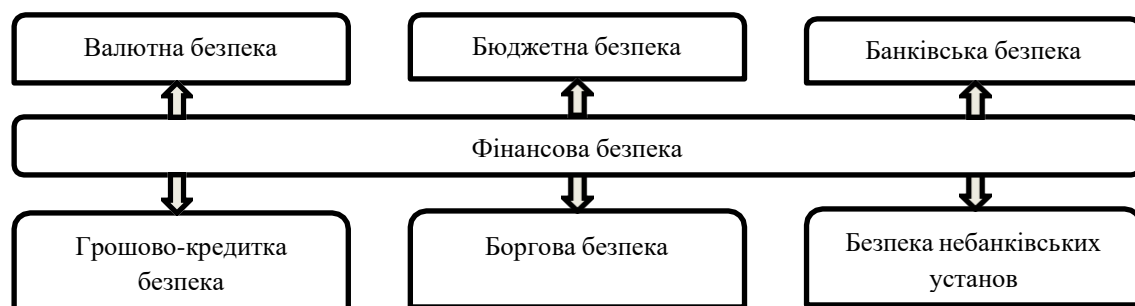 Валютна безпека
Бюджетна безпека
Банківська безпека
Фінансова безпека
Грошово-кредитка
безпека
Боргова безпека
Безпека небанківських
установ